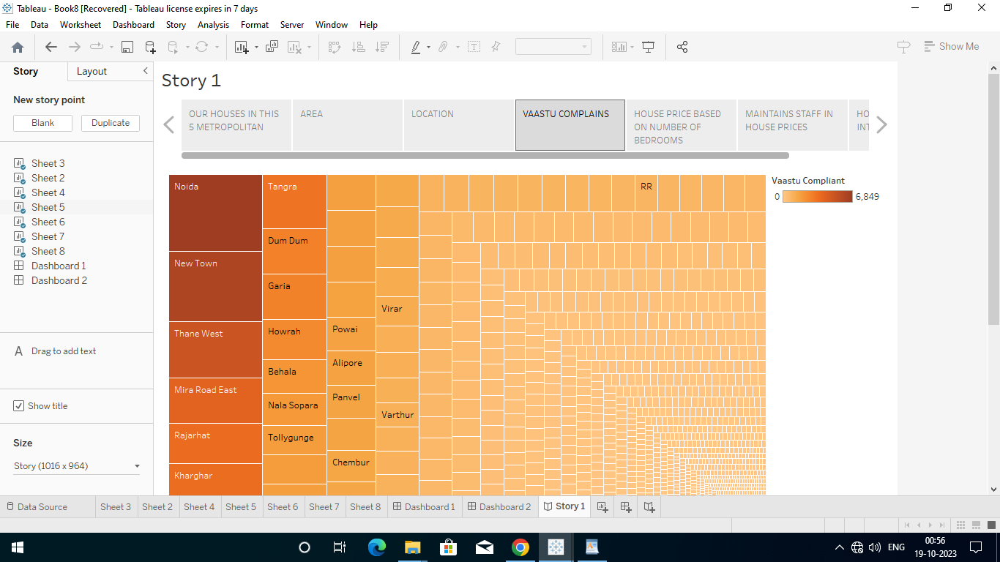 Tableau - Book8 [Recovered] - Tableau license expires in 7 days
File Data Worksheet Dashboard Story Analysis Format Server Window Help
Show Me
Story Layout
New story point
Blank Duplicate
Sheet 3
Sheet 2
Sheet 4
Sheet 5
Sheet 6
Sheet 7
Sheet 8
Dashboard 1
Dashboard 2
A Drag to add text
Show title
Size
Story (1016 x 964)
Story 1
OUR HOUSES IN THIS
5 METROPOLITAN
AREA
LOCATION
VAASTU COMPLAINS
HOUSE PRICE BASED
ON NUMBER OF
BEDROOMS
MAINTAINS STAFF IN
HOUSE PRICES
HO
INT
Noida
New Town
Thane West
Mira Road East
Rajarhat
Kharghar
Tangra
Dum Dum
Garia
Howrah
Behala
Nala Sopara
Tollygunge
Powai
Alipore
Panvel
Chembur
Virar
Varthur
RR
Vaastu Compliant
0 6,849
Data Source Sheet 3 Sheet 2 Sheet 4 Sheet 5 Sheet 6 Sheet 7 Sheet 8 Dashboard 1 Dashboard 2 Story 1
ENG
00:56
19-10-2023